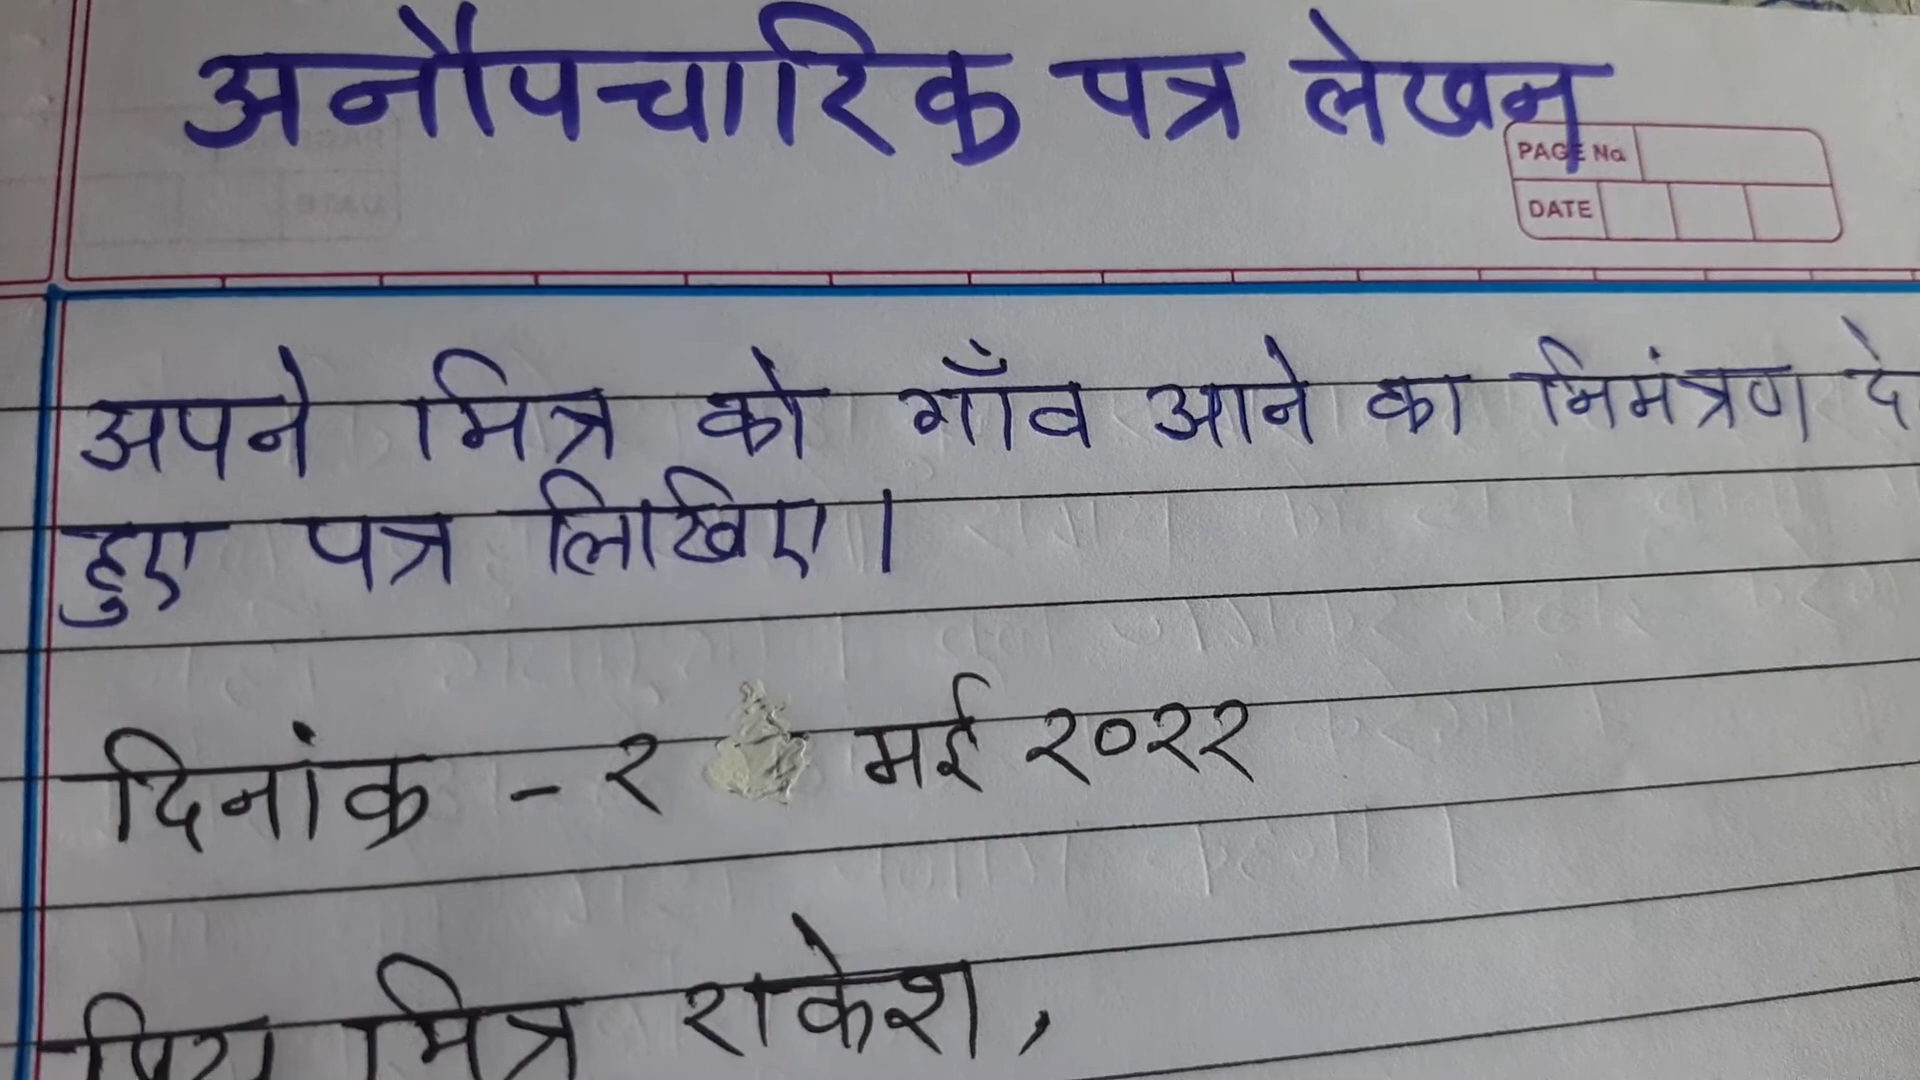 अनौपचारिक पत्र लेखन
PAGE No
DATE
अपने मित्र को गाँव आने का निमंत्रण दे
हुए पत्र लिखिए।
दिनांक - २ मई २०२२
प्रिय मित्र राकेश,